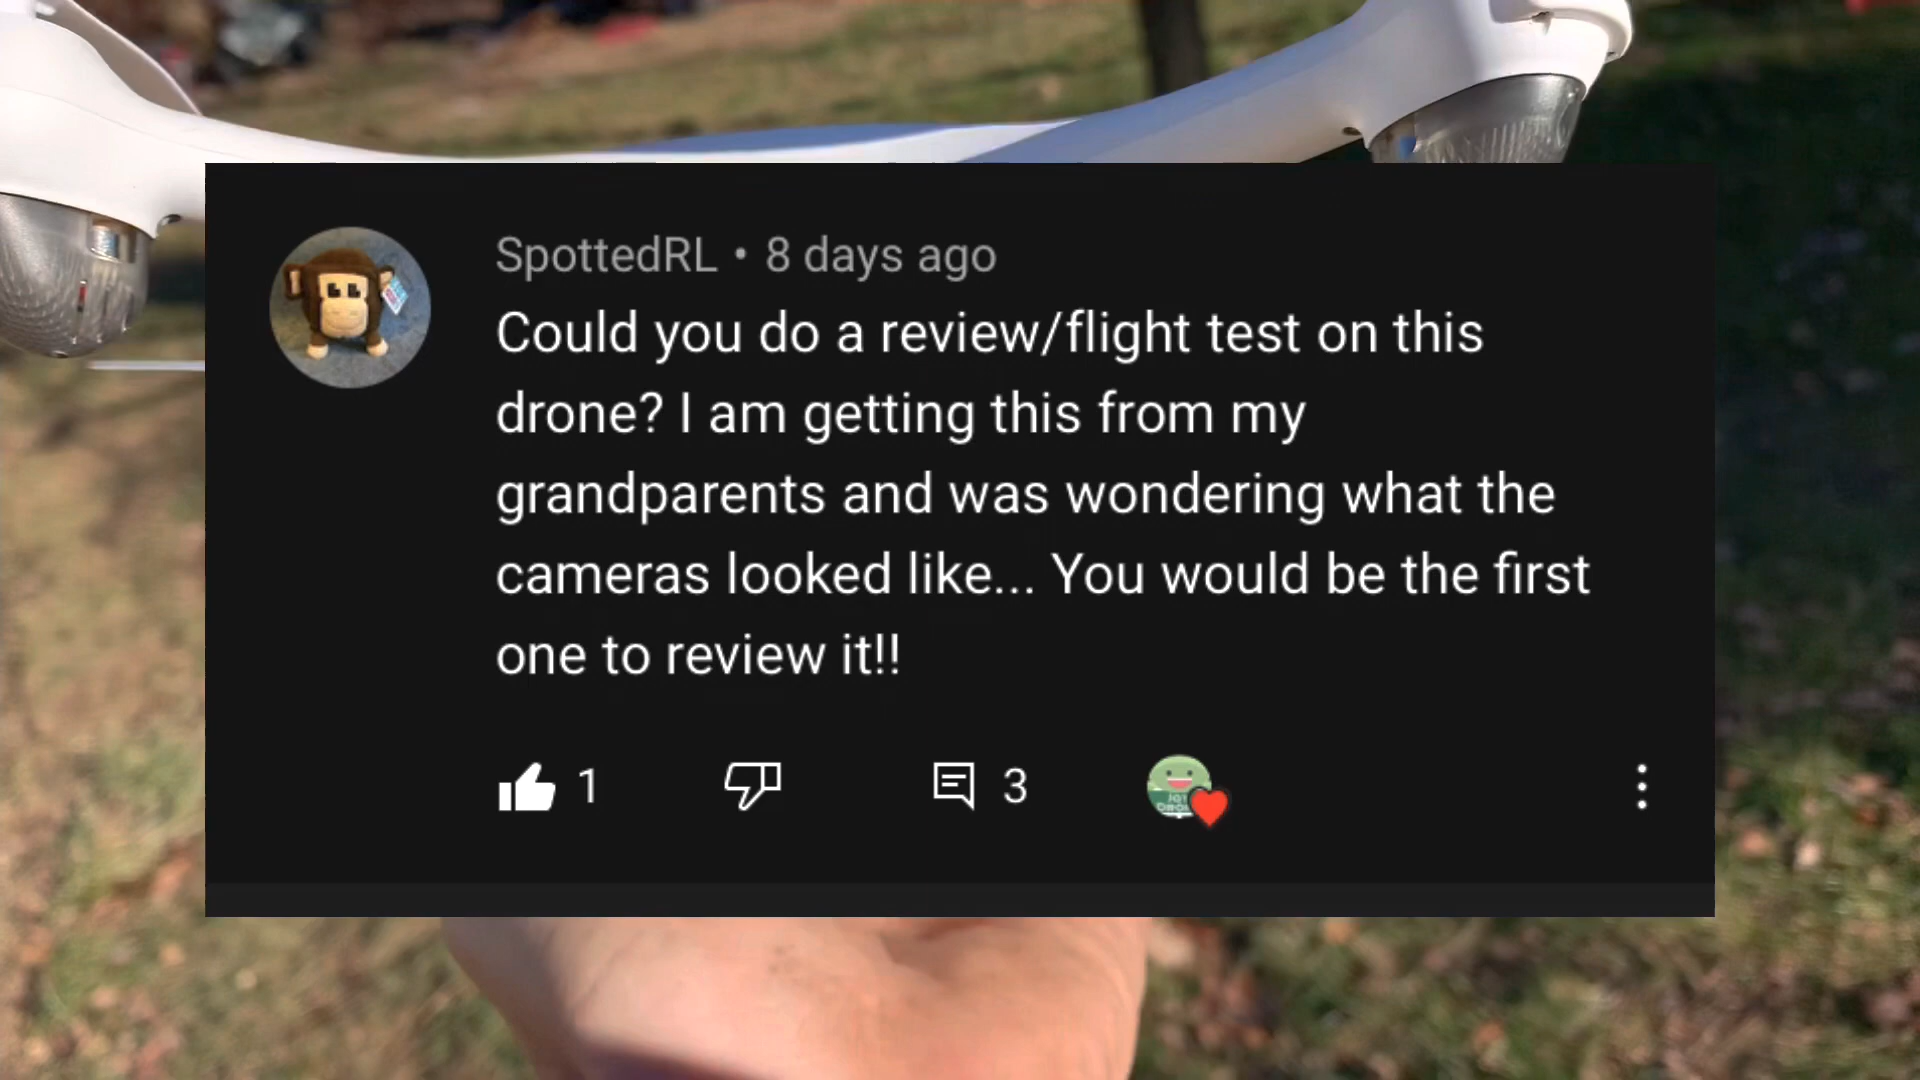 SpottedRL • 8 days ago
Could you do a review/flight test on this
drone? I am getting this from my
grandparents and was wondering what the
cameras looked like... You would be the first
one to review it!!
1 3